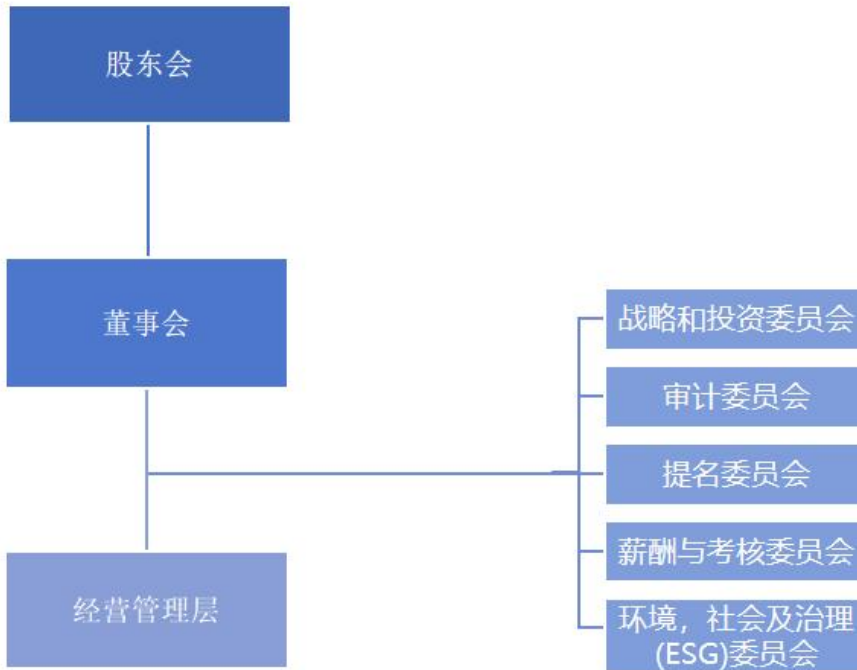 股东会
董事会
战略和投资委员会
审计委员会
提名委员会
薪酬与考核委员会
经营管理层
环境，社会及治理
(ESG)委员会